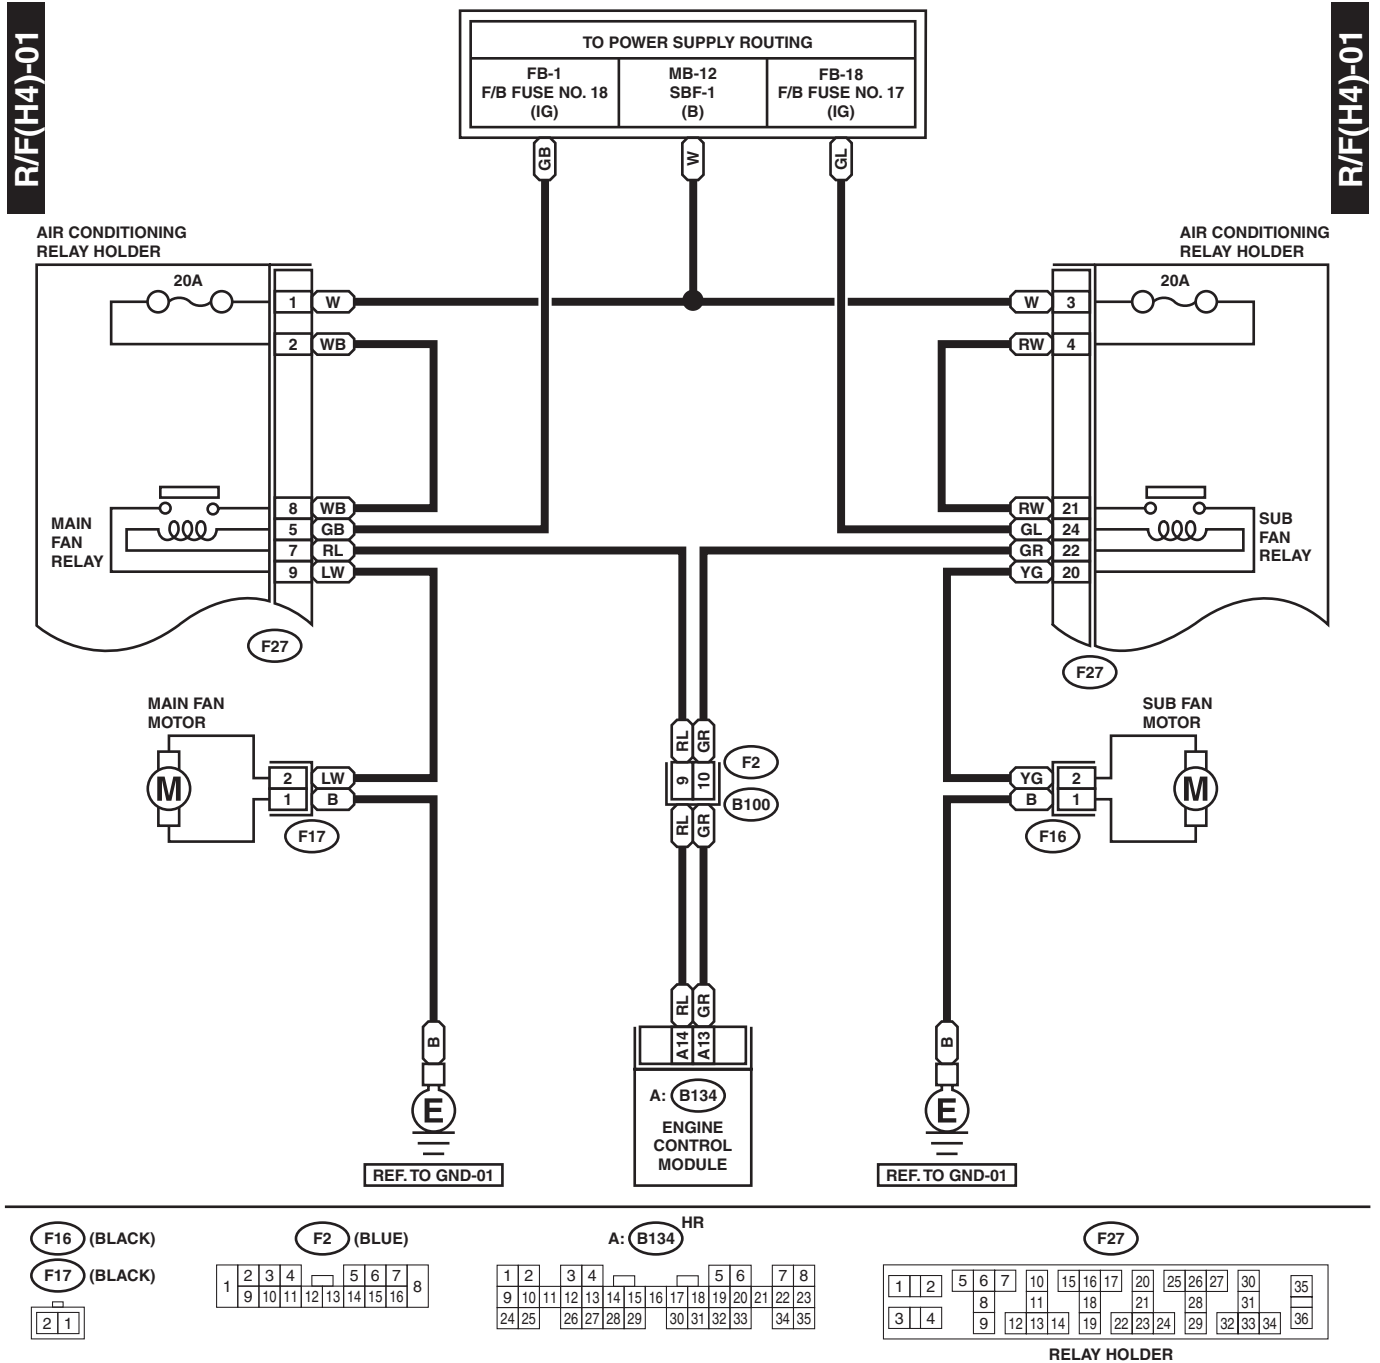 R/F(H4)-01
R/F(H4)-01
TO POWER SUPPLY ROUTING
FB-1
F/B FUSE NO. 18
(IG)
MB-12
SBF-1
(B)
FB-18
F/B FUSE NO. 17
(IG)
GB
W
GL
AIR CONDITIONING
RELAY HOLDER
20A
1 W
2 WB
AIR CONDITIONING
RELAY HOLDER
20A
W 3
RW 4
MAIN
FAN
RELAY
8 WB
5 GB
7 RL
9 LW
F27
RW 21
GL 24
GR 22
YG 20
SUB
FAN
RELAY
F27
MAIN FAN
MOTOR
M
2 LW
1 B
F17
RL GR
9 10
F2
B100
RL GR
SUB FAN
MOTOR
YG 2
B 1
M
F16
RL GR
A14 A13
A: B134
ENGINE
CONTROL
MODULE
B
E
REF. TO GND-01
B
E
REF. TO GND-01
F16 (BLACK)
F17 (BLACK)
2 1
F2 (BLUE)
1 2 3 4 5 6 7 8
9 10 11 12 13 14 15 16
A: B134 HR
1 2 3 4 5 6 7 8
9 10 11 12 13 14 15 16 17 18 19 20 21 22 23
24 25 26 27 28 29 30 31 32 33 34 35
F27
1 2 5 6 7 10 15 16 17 20 25 26 27 30 35
8 11 18 21 28 31
3 4 9 12 13 14 19 22 23 24 29 32 33 34 36
RELAY HOLDER